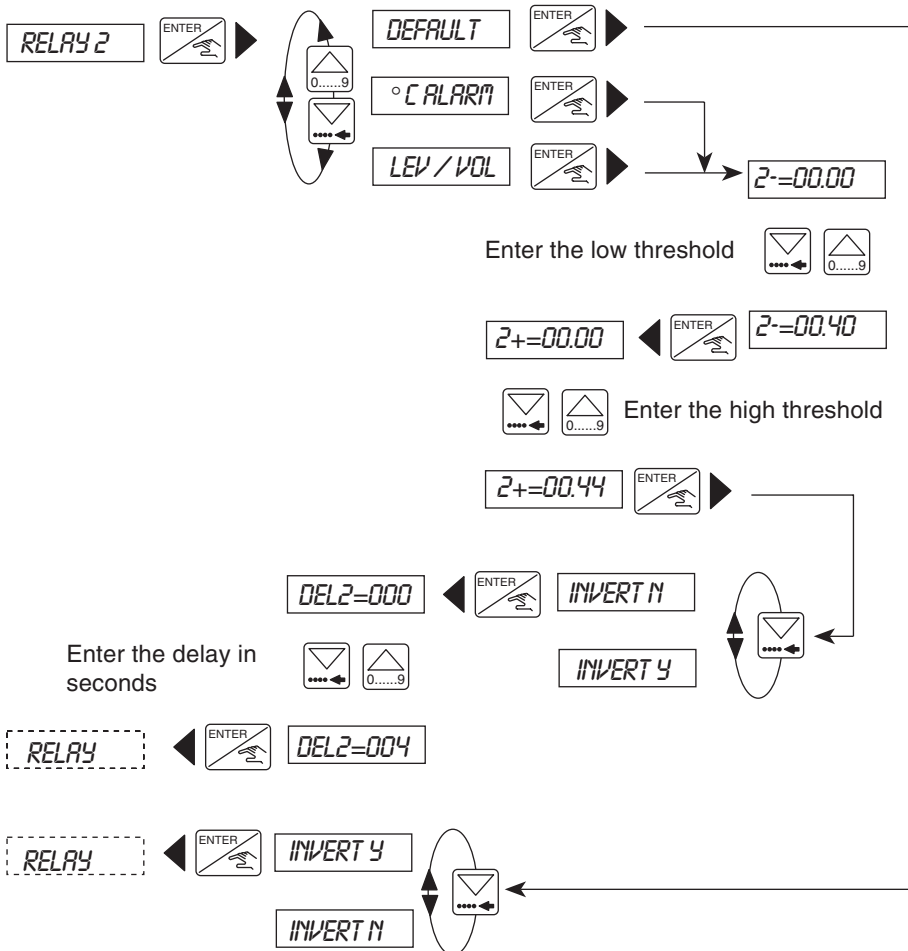 RELAY 2
ENTER
0......9
DEFAULT
ENTER
°C ALARM
ENTER
LEV / VOL
ENTER
2-=00.00
Enter the low threshold
0......9
2+=00.00
ENTER
2-=00.40
0......9
Enter the high threshold
2+=00.44
ENTER
DEL2=000
ENTER
INVERT N
INVERT Y
Enter the delay in
seconds
0......9
RELAY
ENTER
DEL2=004
RELAY
ENTER
INVERT Y
INVERT N